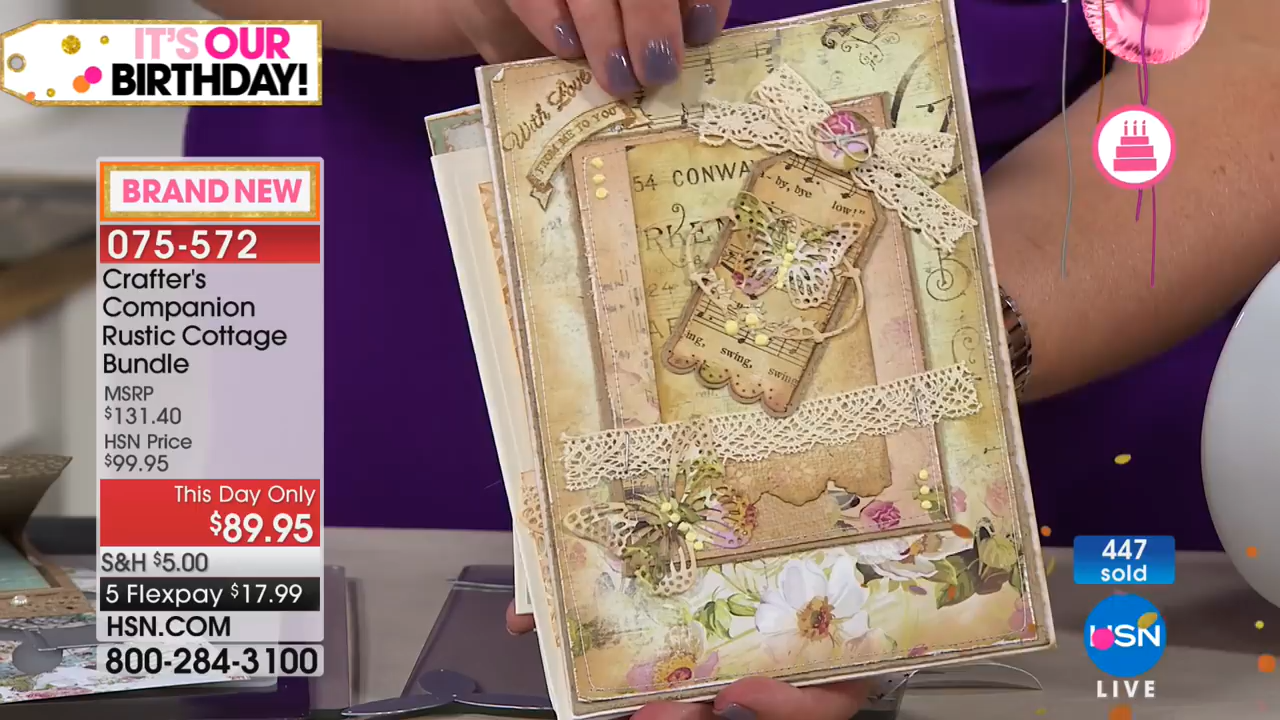 IT'S OUR
BIRTHDAY!
BRAND NEW
075-572
Crafter's
Companion
Rustic Cottage
Bundle
MSRP
$131.40
HSN Price
$99.95
This Day Only
$89.95
S&H $5.00
5 Flexpay $17.99
HSN.COM
800-284-3100
With Love
FROM ME TO YOU
54 CONWAY
by, bye low!"
ing, swing, swing
447
sold
HSN
LIVE